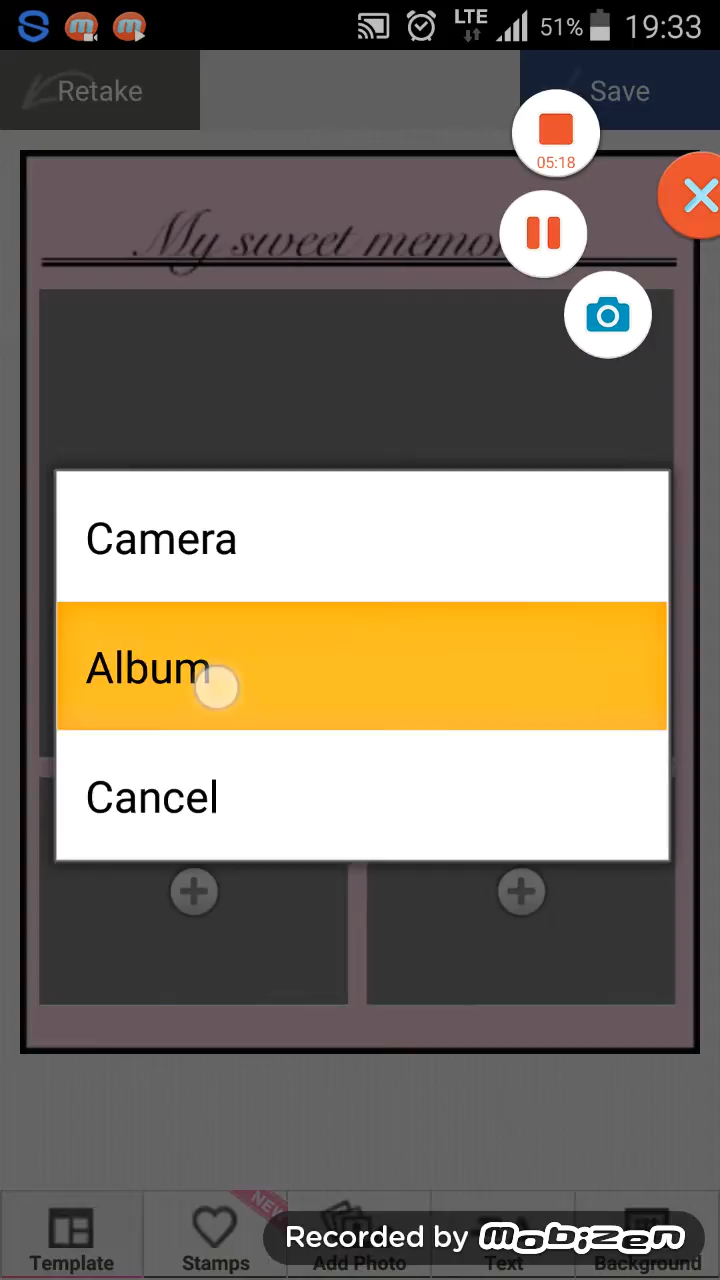 LTE 51% 19:33
Retake
Save
05:18
My sweet
Camera
Album
Cancel
NEW
Template
Stamps
Add Photo
Text
Background
Recorded by mobizen